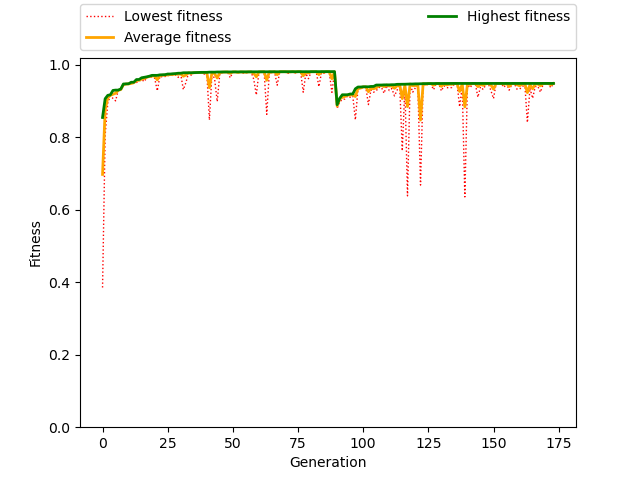 Lowest fitness
Average fitness
Highest fitness
1.0
0.8
0.6
0.4
0.2
0.0
Fitness
0 25 50 75 100 125 150 175
Generation